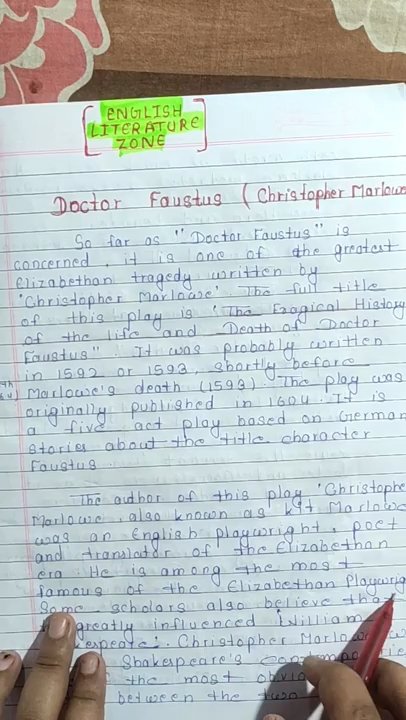 ENGLISH
LITERATURE
ZONE
Doctor Faustus (Christopher Marlowe
So far as "Doctor Faustus" is
concerned, it is one of the greatest
Elizabethan tragedy written by
'Christopher Marlowe'. The full title
of this play is "The Tragical History
of the life and Death of Doctor
Faustus". It was probably written
in 1592 or 1593, shortly before
Marlowe's death (1593). The play was
originally published in 1604. It is
a five act play based on German
stories about the title character
Faustus.
The author of this play 'Christophe
Marlowe, also known as Kit Marlowe
was an English playwright, poet
and translator of the Elizabethan
era. He is among the most
famous of the Elizabethan Playwrig
Some scholars also believe that
greatly influenced William
espeare'. Christopher Marlow
Shakespeare's
the most
between the two